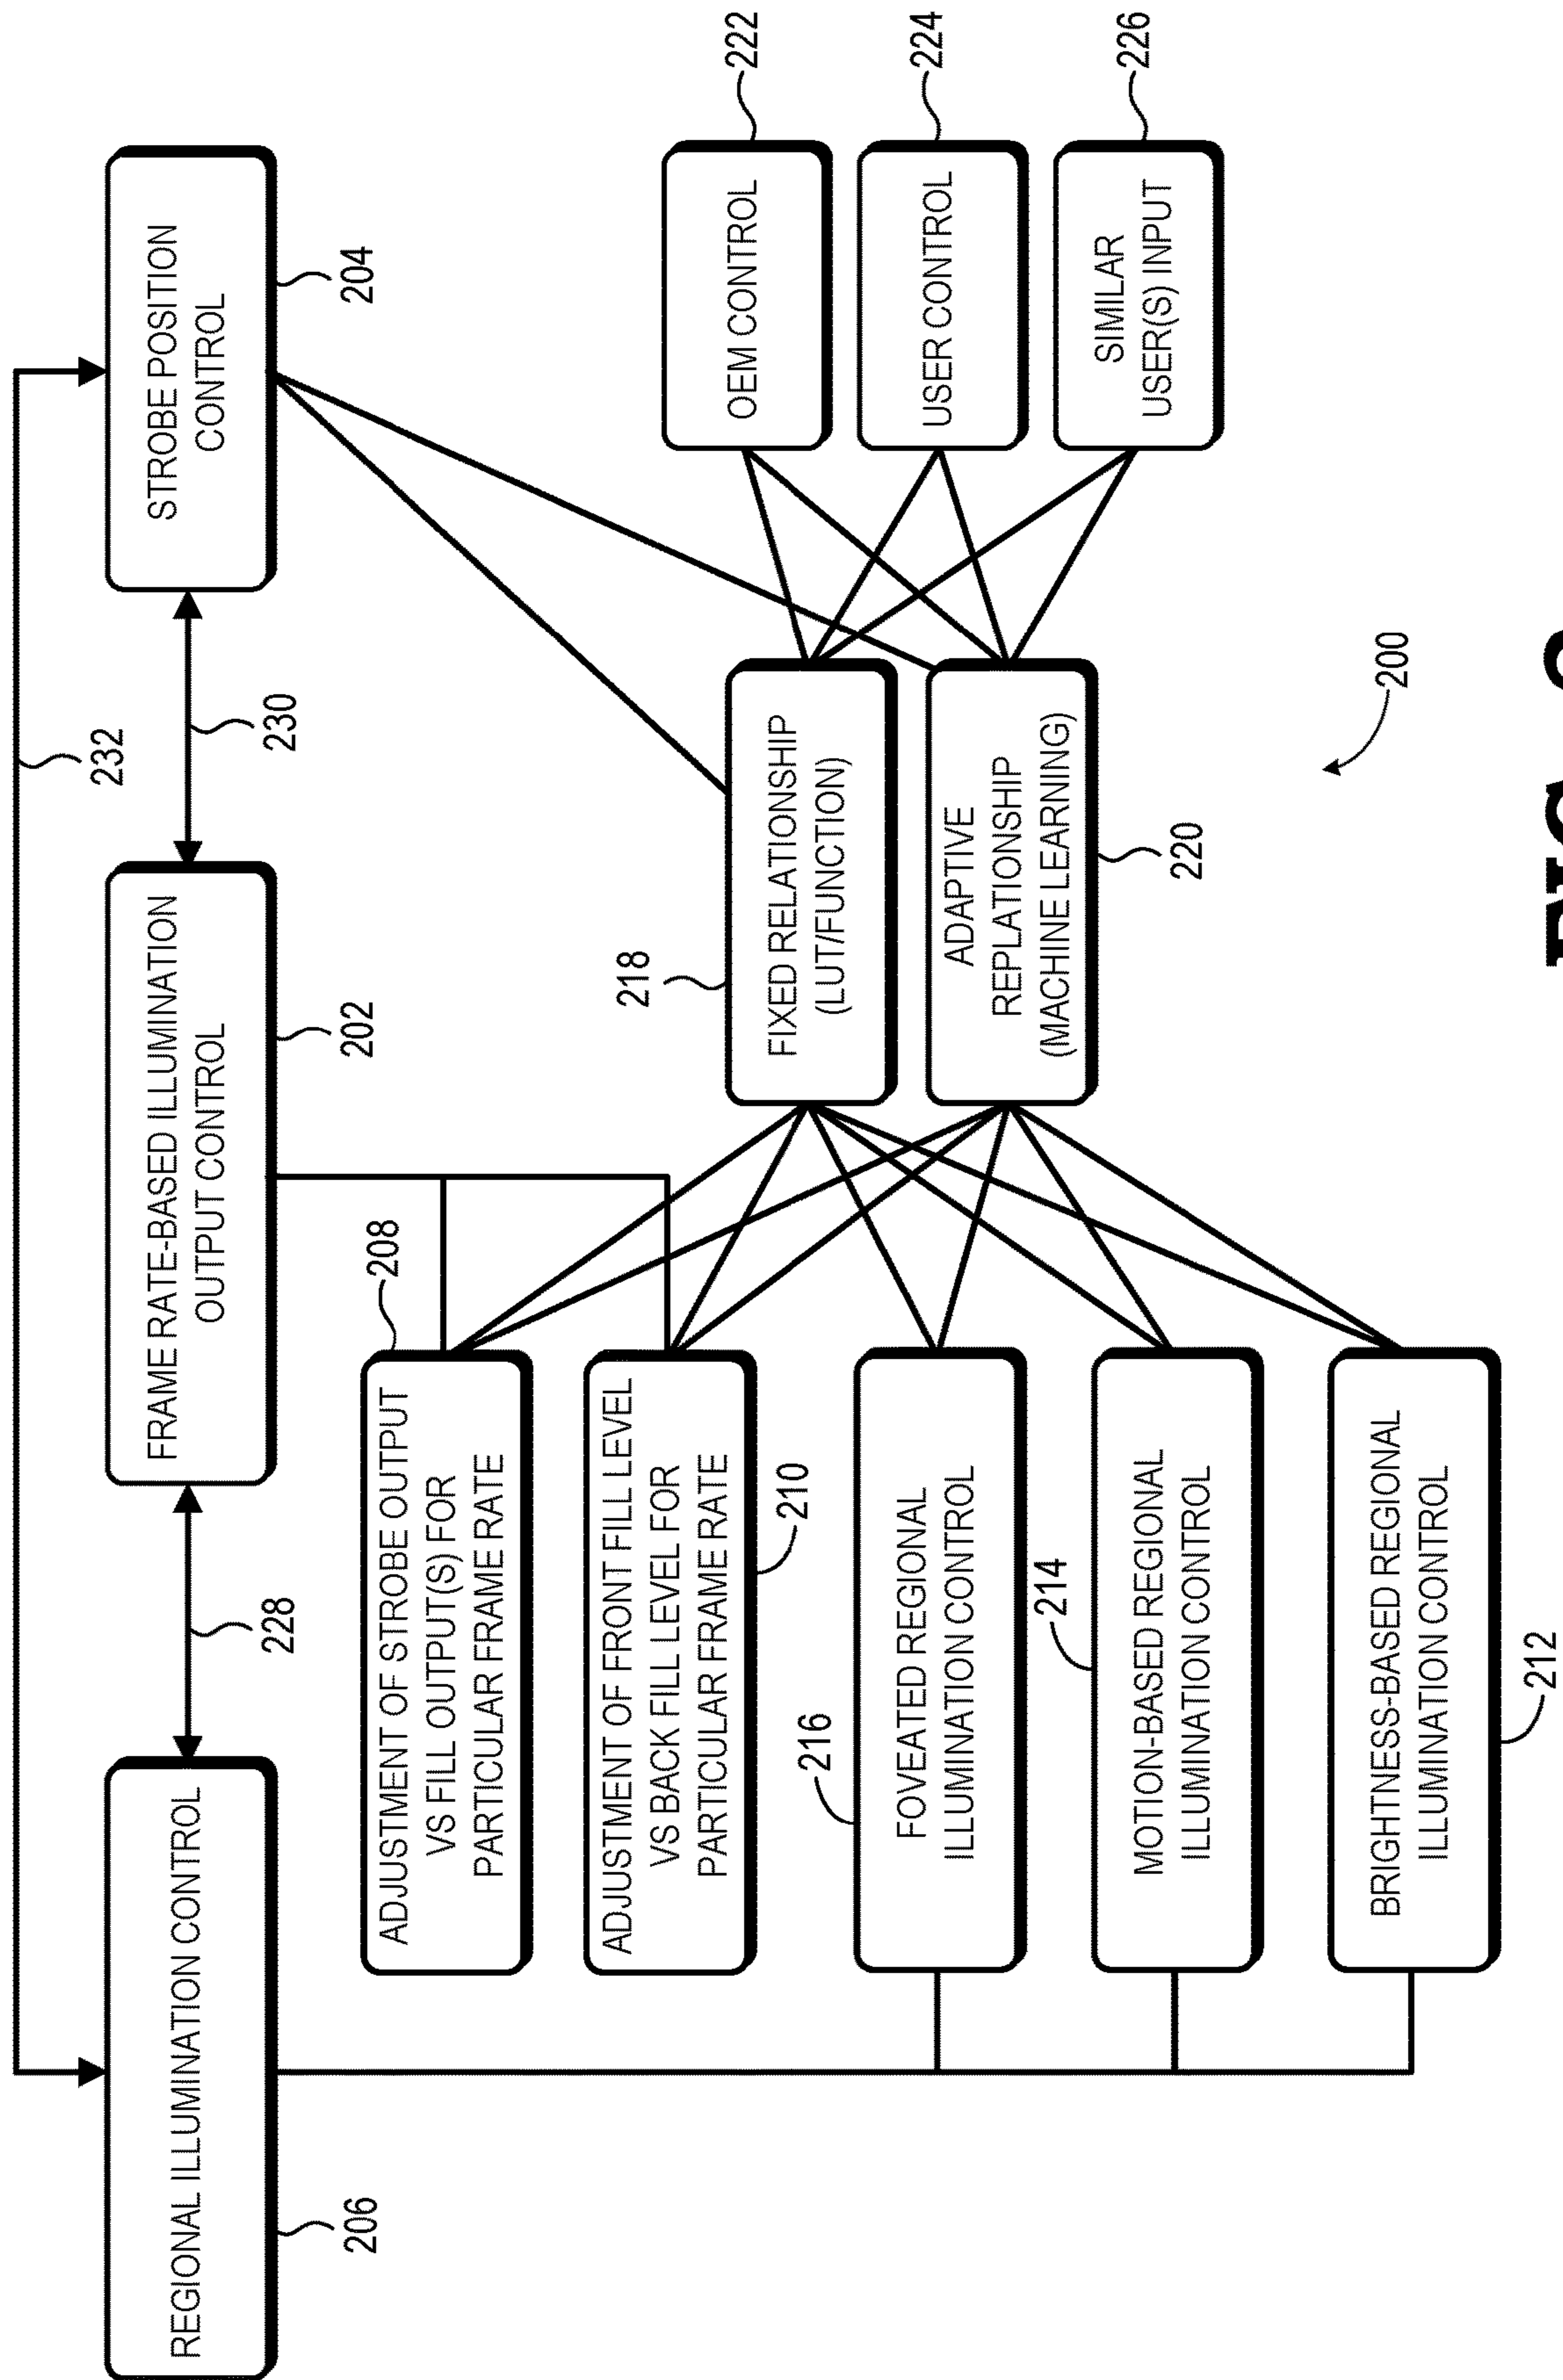 232
REGIONAL ILLUMINATION CONTROL
206
228
FRAME RATE-BASED ILLUMINATION
OUTPUT CONTROL
202
230
STROBE POSITION
CONTROL
204
ADJUSTMENT OF STROBE OUTPUT
VS FILL OUTPUT(S) FOR
PARTICULAR FRAME RATE
208
ADJUSTMENT OF FRONT FILL LEVEL
VS BACK FILL LEVEL FOR
PARTICULAR FRAME RATE
210
216
FOVEATED REGIONAL
ILLUMINATION CONTROL
214
MOTION-BASED REGIONAL
ILLUMINATION CONTROL
BRIGHTNESS-BASED REGIONAL
ILLUMINATION CONTROL
212
218
FIXED RELATIONSHIP
(LUT/FUNCTION)
ADAPTIVE
REPLATIONSHIP
(MACHINE LEARNING)
220
OEM CONTROL
222
USER CONTROL
224
SIMILAR
USER(S) INPUT
226
200